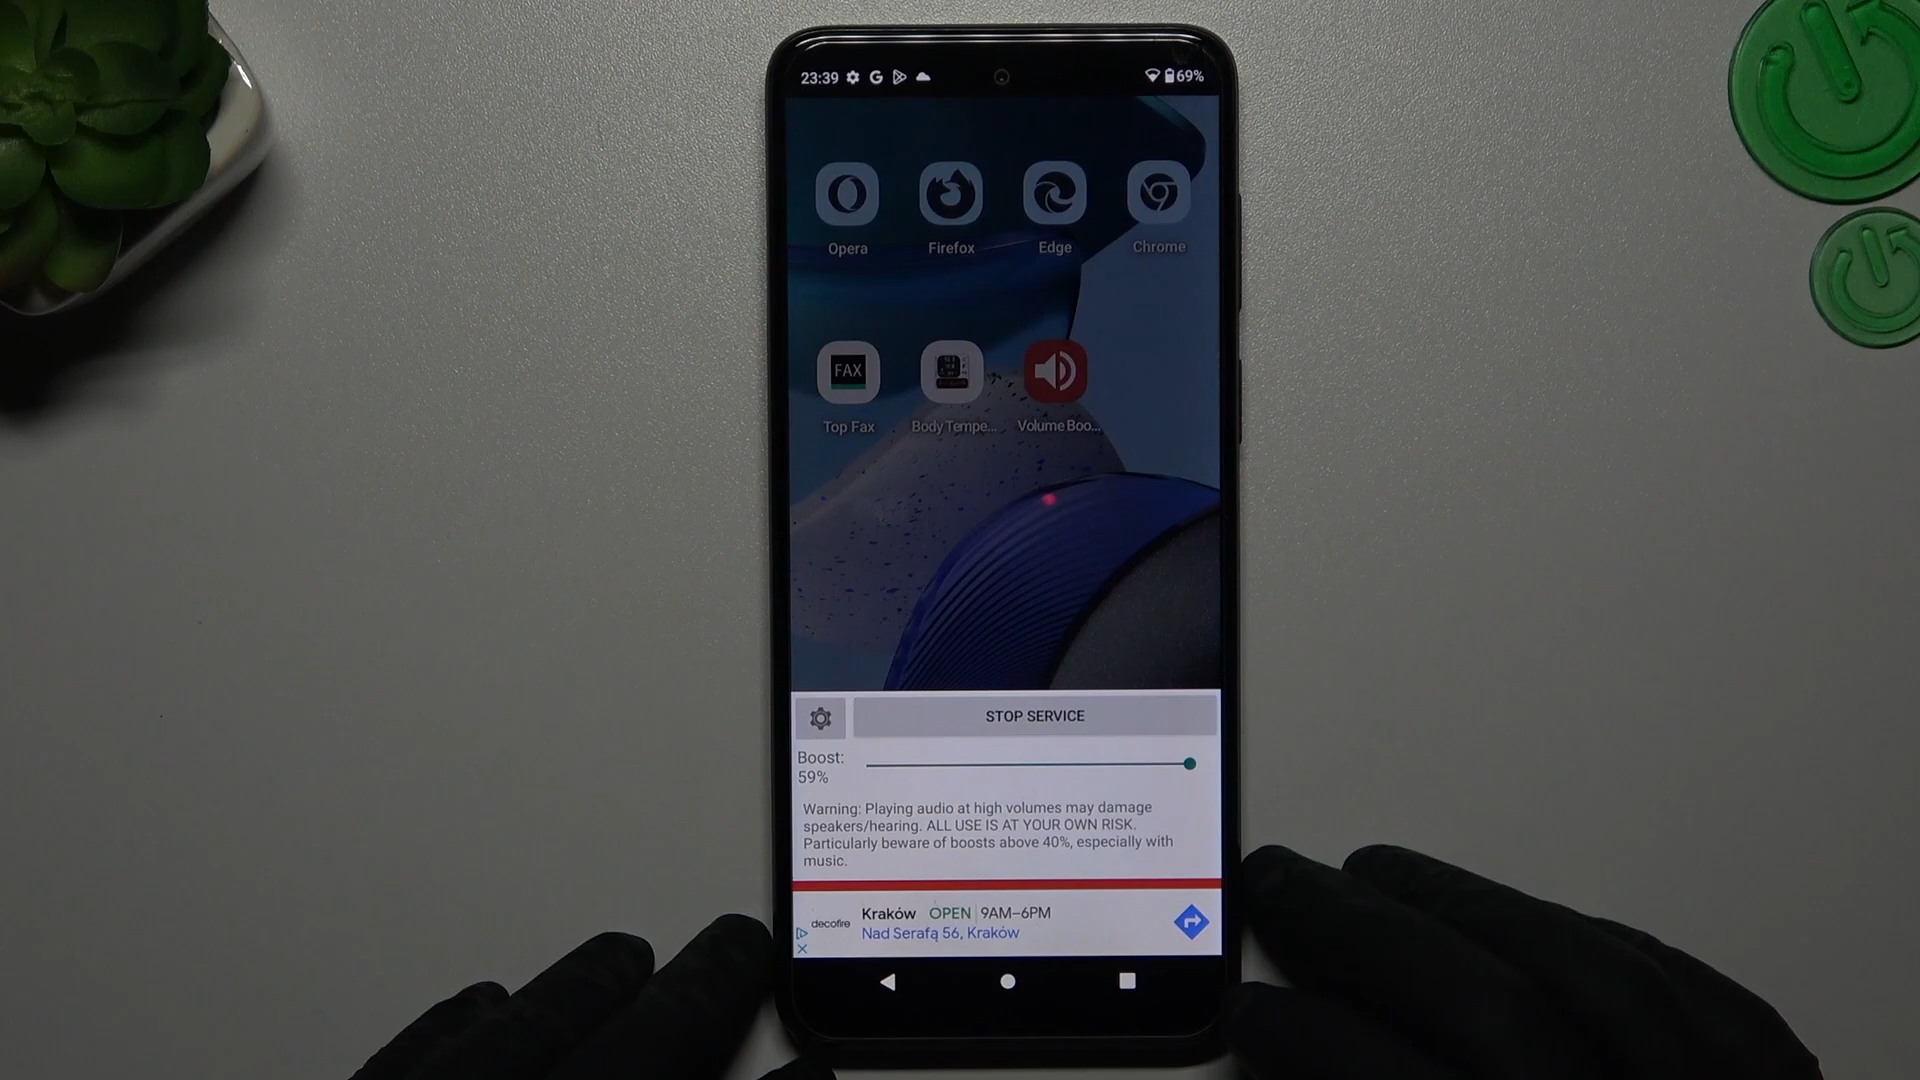 23:39
69%
Opera
Firefox
Edge
Chrome
FAX
Top Fax
Body Tempe...
Volume Boo...
STOP SERVICE
Boost:
59%
Warning: Playing audio at high volumes may damage
speakers/hearing. ALL USE IS AT YOUR OWN RISK.
Particularly beware of boosts above 40%, especially with
music.
decofire
Kraków OPEN 9AM–6PM
Nad Serafą 56, Kraków